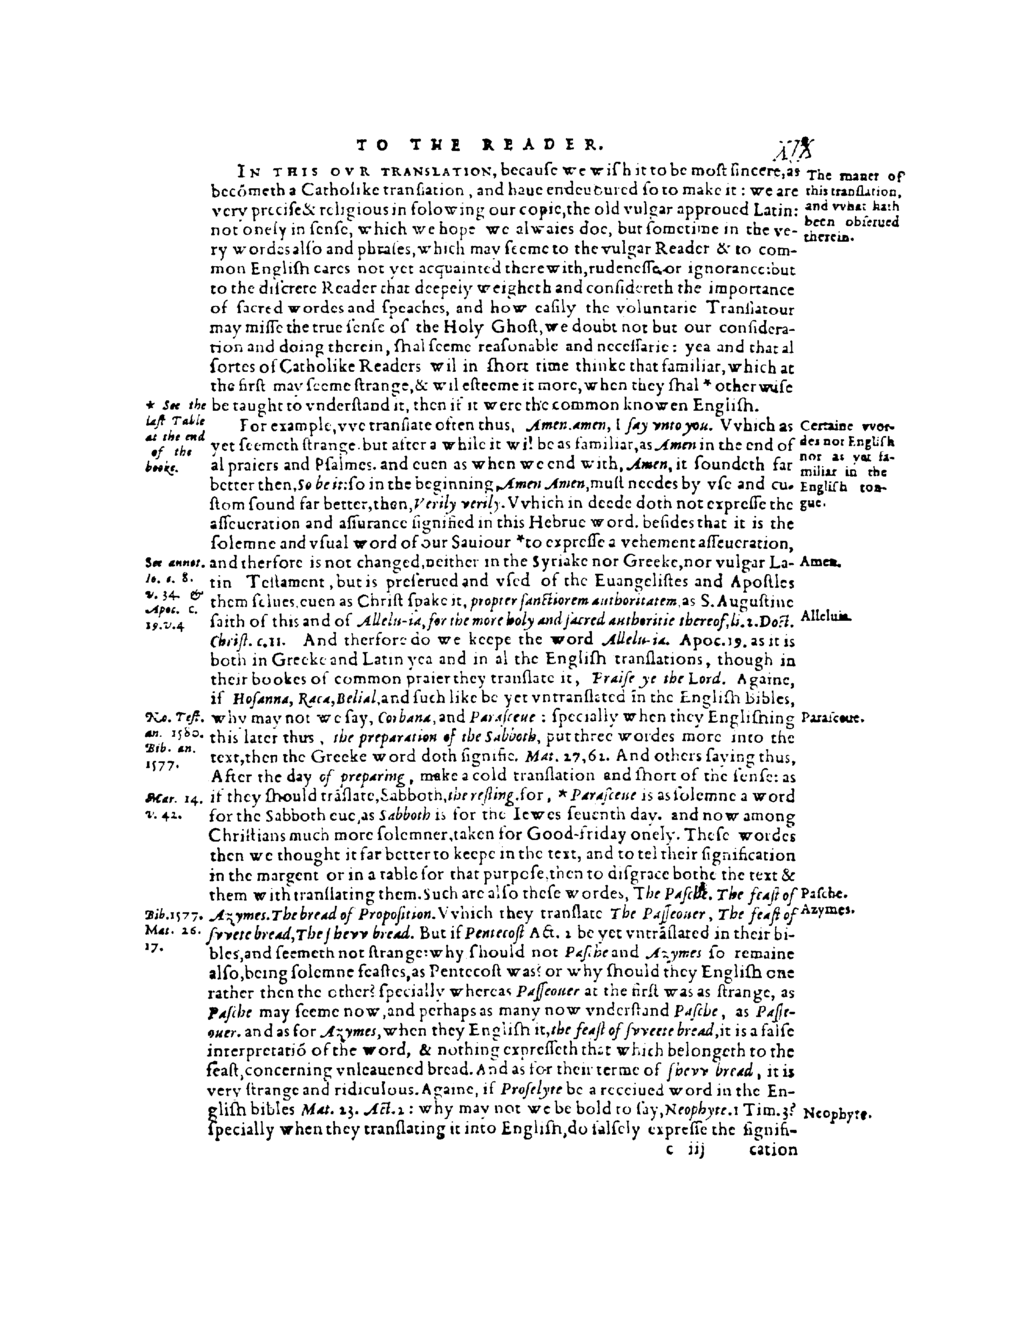 TO THE READER.
XIX
IN THIS OVR TRANSLATION, becauſe we wiſh it to be moſt ſincere, as
becómeth a Catholike tranſlation, and haue endeuoured ſo to make it: we are
very preciſe & religious in folowing our copie, the old vulgar approued Latin:
not onely in ſenſe, which we hope we alwaies doe, but ſometime in the ve-
ry wordes alſo and phraſes, which may ſeeme to the vulgar Reader & to com-
mon Engliſh eares not yet acquainted therewith, rudeneſſe or ignorance: but
to the diſcrete Reader that deepely weigheth and conſidereth the importance
of ſacred wordes and ſpeaches, and how eaſily the voluntarie Tranſlatour
may miſſe the true ſenſe of the Holy Ghoſt, we doubt not but our conſidera-
tion and doing therein, ſhal ſeeme reaſonable and neceſſarie: yea and that al
ſortes of Catholike Readers wil in ſhort time thinke that familiar, which at
the firſt may ſeeme ſtrange, & wil eſteeme it more, when they ſhal * otherwiſe
be taught to vnderſtand it, then if it were the common knowen Engliſh.
The maner of
this tranſlation,
and vvhat hath
been obſerued
therein.
* See the
laſt Table
at the end
of the
booke.
For example, vve tranſlate often thus, Amen. amen, I ſay vnto you. VVhich as
yet ſeemeth ſtrange. but after a while it wil be as familiar, as Amen in the end of
al praiers and Pſalmes. and euen as when we end with, Amen, it ſoundeth far
better then, So be it: ſo in the beginning, Amen Amen, muſt needes by vſe and cu-
ſtom ſound far better, then, Verily verily. VVhich in deede doth not expreſſe the
aſſeueration and aſſurance ſignified in this Hebrue word. beſides that it is the
ſolemne and vſual word of our Sauiour * to expreſſe a vehement aſſeueration,
and therfore is not changed, neither in the Syriake nor Greeke, nor vulgar La-
tin Teſtament, but is preſerued and vſed of the Euangeliſtes and Apoſtles
them ſelues, euen as Chriſt ſpake it, propter ſanctiorem authoritatem, as S. Auguſtine
ſaith of this and of Allelu-ia, for the more holy and ſacred authoritie thereof, li. 2. Doct.
Chriſt. c. 11. And therfore do we keepe the word Allelu-ia. Apoc. 19. as it is
both in Greeke and Latin, yea and in al the Engliſh tranſlations, though in
their bookes of common praier they tranſlate it, Praiſe ye the Lord. Againe,
if Hoſanna, Raca, Belial, and ſuch like be yet vntranſlated in the Engliſh Bibles,
why may not we ſay, Corbana, and Paraſceue: ſpecially when they Engliſhing
this later thus, the preparation of the Sabboth, put three wordes more into the
text, then the Greeke word doth ſignifie. Mat. 27, 62. And others ſaying thus,
After the day of preparing, make a cold tranſlation and ſhort of the ſenſe: as
if they ſhould trãſlate, Sabboth, the reſting. for, * Paraſceue is as ſolemne a word
for the Sabboth eue, as Sabboth is for the Iewes ſeuenth day. and now among
Chriſtians much more ſolemner, taken for Good-friday onely. Theſe wordes
then we thought it far better to keepe in the text, and to tel their ſignification
in the margent or in a table for that purpoſe, then to diſgrace bothe the text &
them with tranſlating them. Such are alſo theſe wordes, The Paſche. The feaſt of
Azymes. The bread of Propoſition. VVhich they tranſlate The Paſſeouer, The feaſt of
ſvveete bread, The ſhevv bread. But if Pentecoſt Act. 2 be yet vntrãſlated in their bi-
bles, and ſeemeth not ſtrange: why ſhould not Paſche and Azymes ſo remaine
alſo, being ſolemne feaſtes, as Pentecoſt was? or why ſhould they Engliſh one
rather then the other? ſpecially whereas Paſſeouer at the firſt was as ſtrange, as
Paſche may ſeeme now, and perhaps as many now vnderſtand Paſche, as Paſſe-
ouer. and as for Azymes, when they Engliſh it, the feaſt of ſvveete bread, it is a falſe
interpretatiõ of the word, & nothing expreſſeth that which belongeth to the
feaſt, concerning vnleauened bread. And as for their terme of ſhevv bread, it is
very ſtrange and ridiculous. Againe, if Proſelyte be a receiued word in the En-
gliſh bibles Mat. 23. Act. 2: why may not we be bold to ſay, Neophyte. 1 Tim. 3?
ſpecially when they tranſlating it into Engliſh, do falſely expreſſe the ſignifi-
Certaine vvor-
des not Engliſh
nor as yet fa-
miliar in the
Engliſh ton-
gue.
See annot.
Io. c. 8.
v. 34. &
Apoc. c.
19. v. 4
Amen.
Alleluia.
No. Teſt.
an. 1580.
Bib. an.
1577.
Paraſceue.
Mar. 14.
v. 42.
Bib. 1577.
Mat. 26.
17.
Paſche.
Azymes.
Neophyte.
c iij cation